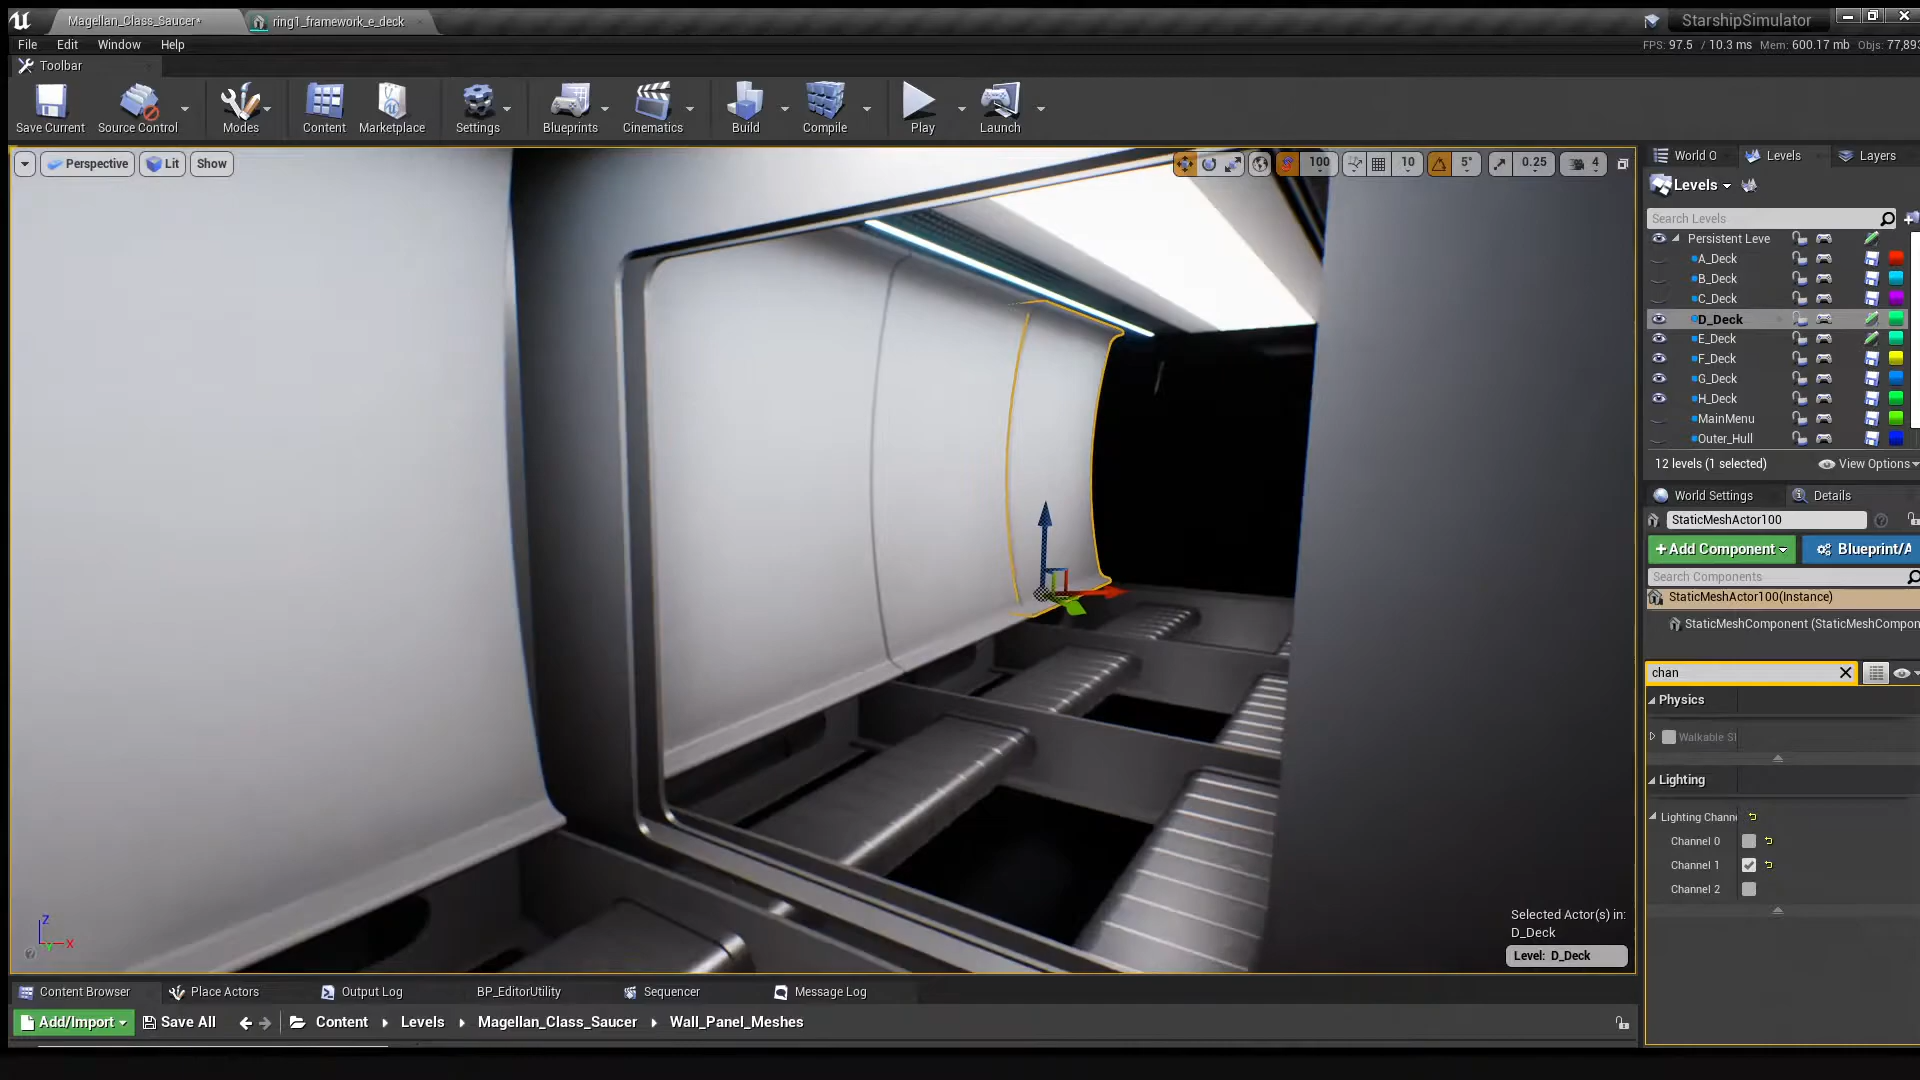 Magellan_Class_Saucer*
ring1_framework_e_deck
StarshipSimulator
File Edit Window Help
FPS: 97.5 / 10.3 ms Mem: 600.17 mb Objs: 77,893
Toolbar
Save Current
Source Control
Modes
Content
Marketplace
Settings
Blueprints
Cinematics
Build
Compile
Play
Launch
Perspective
Lit
Show
100
10
5°
0.25
4
World O
Levels
Layers
Levels
Search Levels
Persistent Leve
A_Deck
B_Deck
C_Deck
D_Deck
E_Deck
F_Deck
G_Deck
H_Deck
MainMenu
Outer_Hull
12 levels (1 selected)
View Options
World Settings
Details
StaticMeshActor100
+Add Component
Blueprint/A
Search Components
StaticMeshActor100(Instance)
StaticMeshComponent (StaticMeshCompon
chan
Physics
Walkable Sl
Lighting
Lighting Chann
Channel 0
Channel 1
Channel 2
Z
X
Y
Selected Actor(s) in:
D_Deck
Level: D_Deck
Content Browser
Place Actors
Output Log
BP_EditorUtility
Sequencer
Message Log
Add/Import
Save All
Content
Levels
Magellan_Class_Saucer
Wall_Panel_Meshes